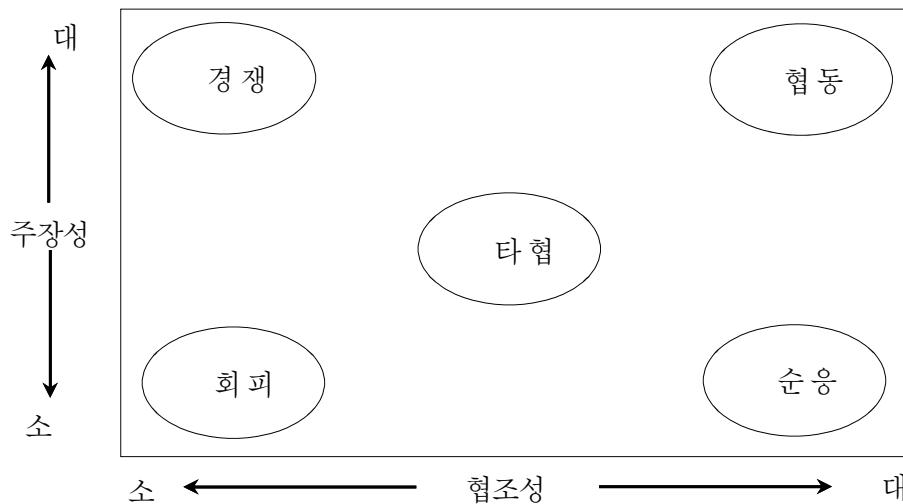 대
경 쟁
협 동
주장성
타 협
회 피
순 응
소
소
협조성
대